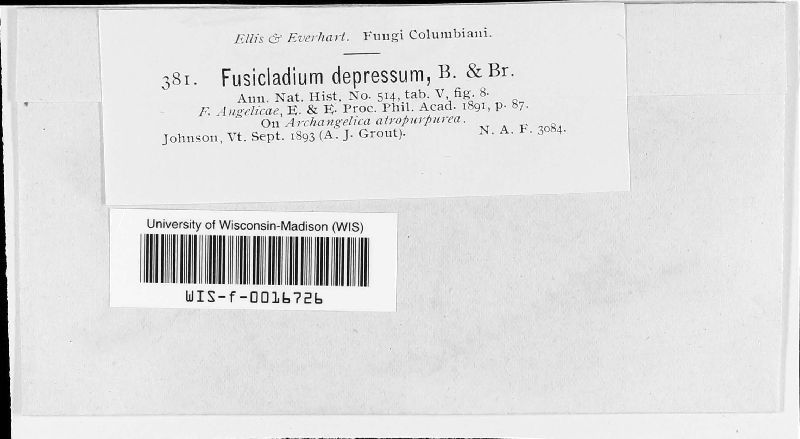 Ellis & Everhart. Fungi Columbiani.
381. Fusicladium depressum, B. & Br.
Ann. Nat. Hist. No. 514, tab. V, fig. 8.
F. Angelicae, E. & E. Proc. Phil. Acad. 1891, p. 87.
On Archangelica atropurpurea.
Johnson, Vt. Sept. 1893 (A. J. Grout). N. A. F. 3084.
University of Wisconsin-Madison (WIS)
WIS-f-0016726